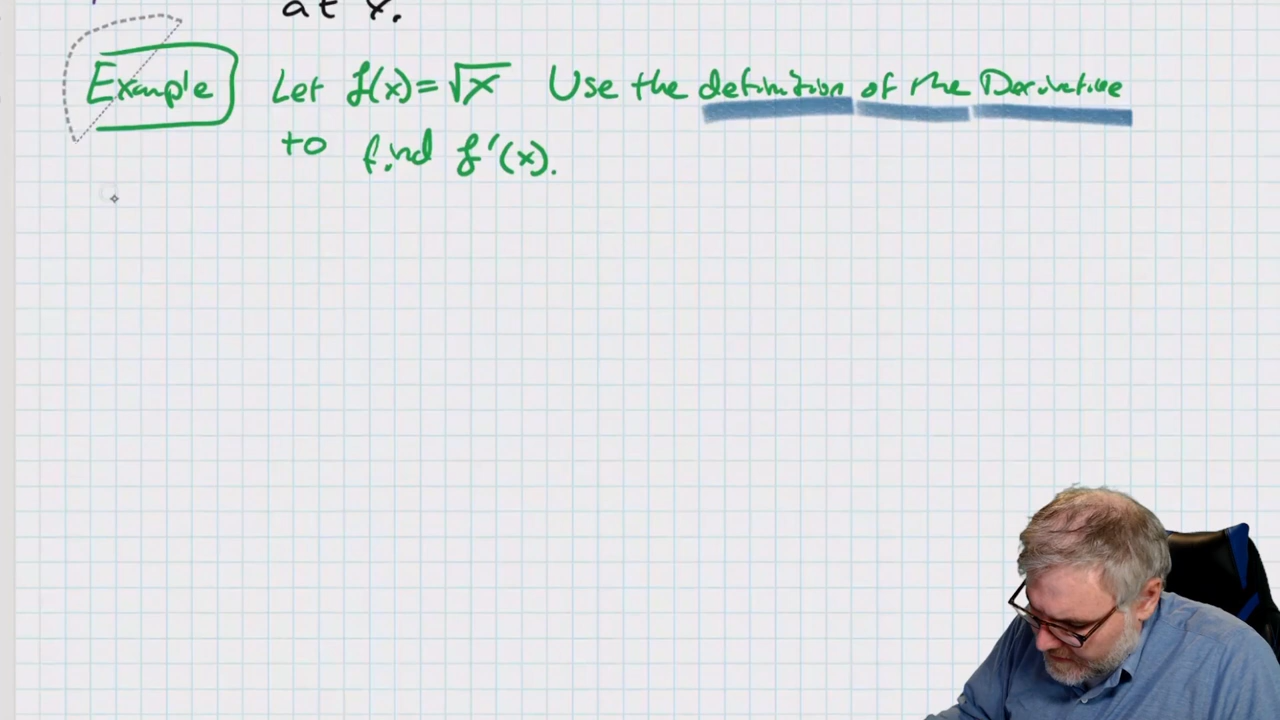 at x.
Example Let f(x)=√x Use the definition of the Derivative
to find f'(x).